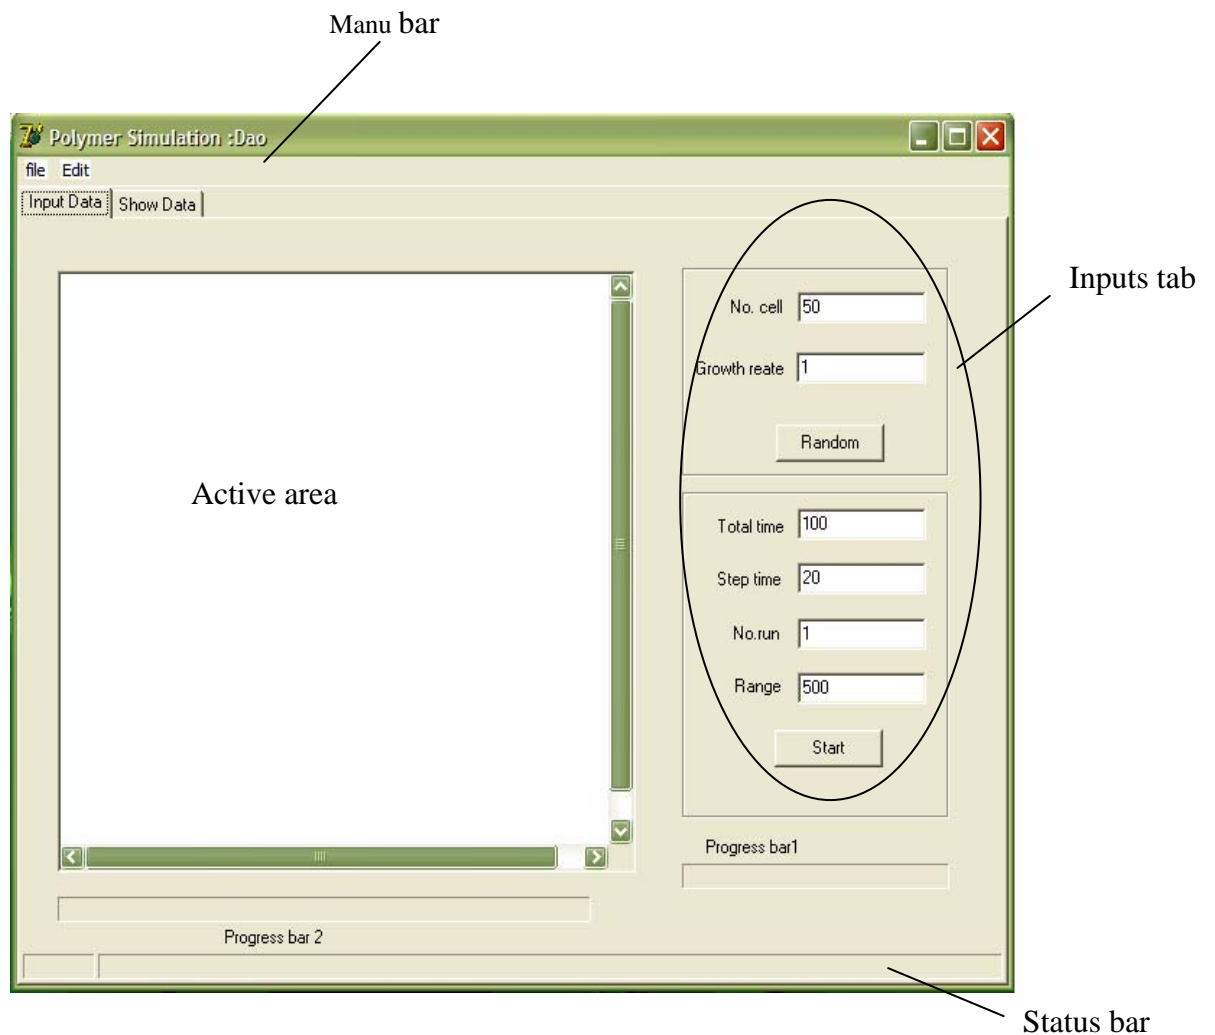 Manu bar
Polymer Simulation :Dao
file Edit
Input Data Show Data
Inputs tab
No. cell 50
Growth reate 1
Random
Active area
Total time 100
Step time 20
No.run 1
Range 500
Start
Progress bar1
Progress bar 2
Status bar